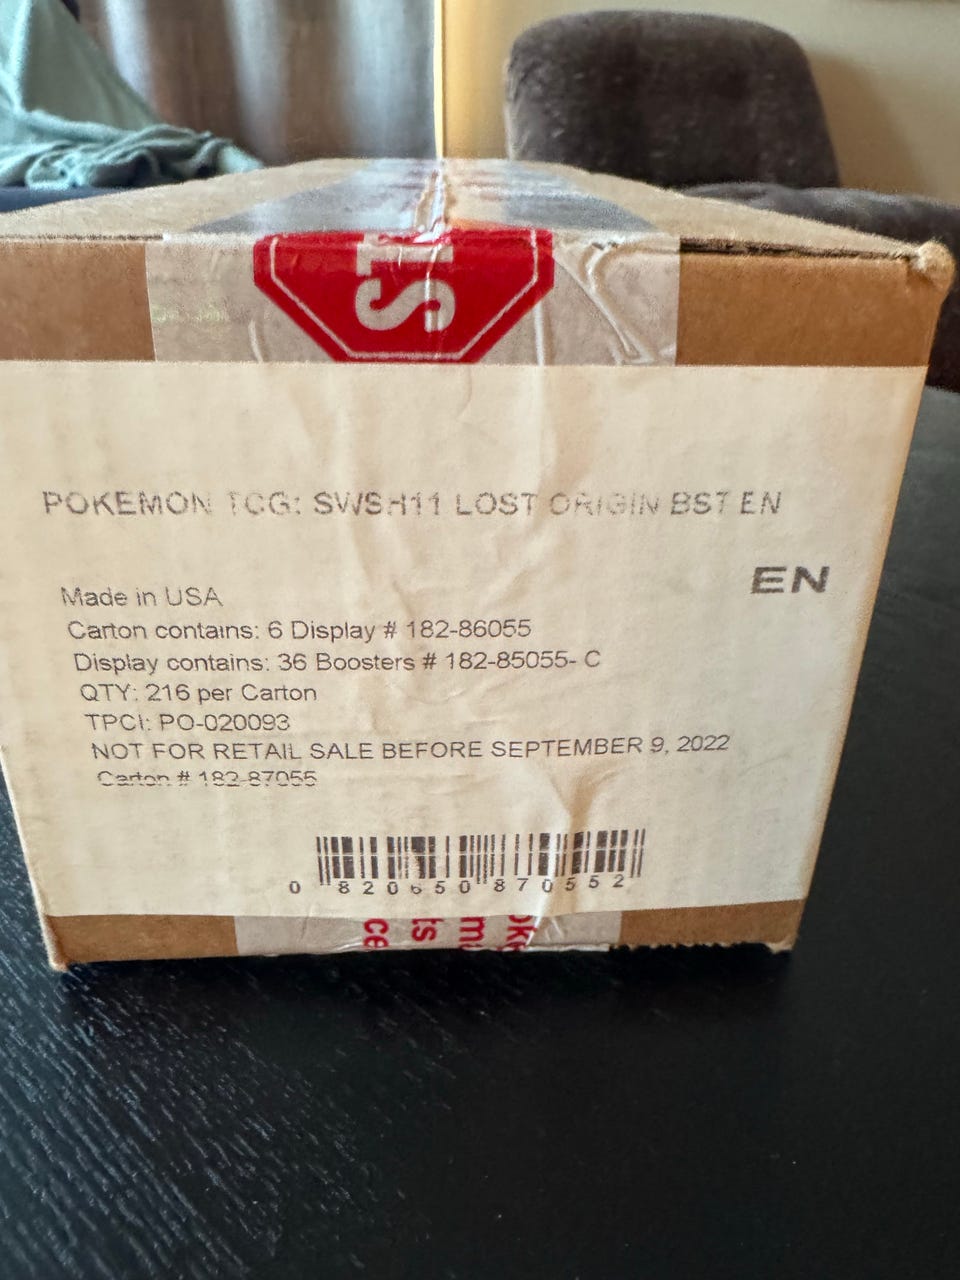 ST
POKEMON TCG: SWSH11 LOST ORIGIN BST EN
EN
Made in USA
Carton contains: 6 Display # 182-86055
Display contains: 36 Boosters # 182-85055- C
QTY: 216 per Carton
TPCI: PO-020093
NOT FOR RETAIL SALE BEFORE SEPTEMBER 9, 2022
Carton # 182-87055
0 820650 870552